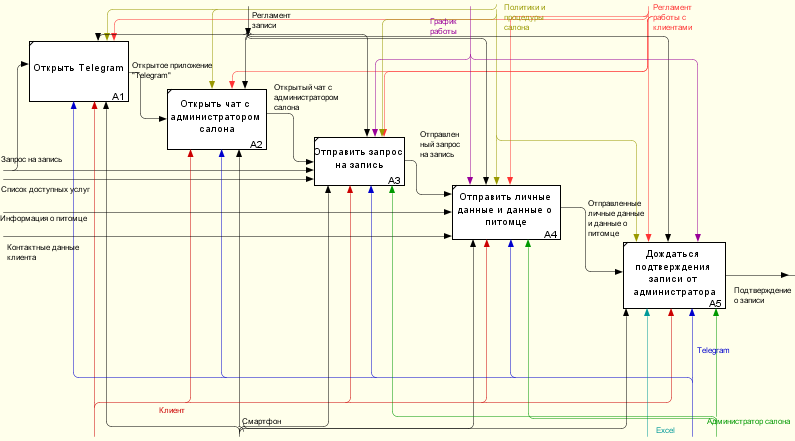 Регламент
записи
График
работы
Политики и
процедуры
салона
Регламент
работы с
клиентами
Открыть Telegram
A1
Открытое приложение
"Telegram"
Открыть чат с
администратором
салона
A2
Открытый чат с
администратором
салона
Отправить запрос
на запись
A3
Отправлен
ный запрос
на запись
Запрос на запись
Список доступных услуг
Информация о питомце
Контактные данные
клиента
Отправить личные
данные и данные о
питомце
A4
Отправленные
личные данные
и данные о
питомце
Дождаться
подтверждения
записи от
администратора
A5
Подтверждение
о записи
Telegram
Клиент
Смартфон
Администратор салона
Excel